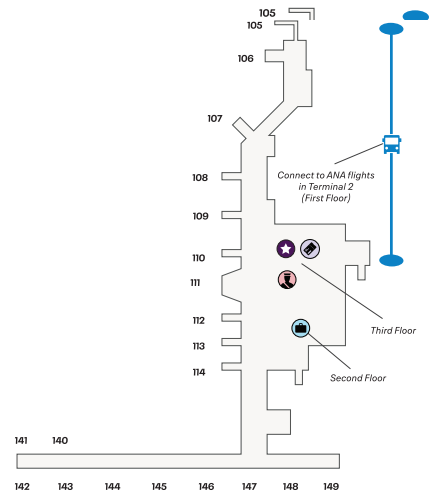 105
105
106
107
Connect to ANA flights
in Terminal 2
(First Floor)
108
109
110
111
112
Third Floor
113
114
Second Floor
141 140
142 143 144 145 146 147 148 149